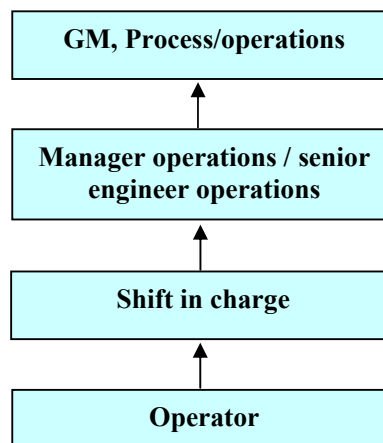 GM, Process/operations
Manager operations / senior
engineer operations
Shift in charge
Operator